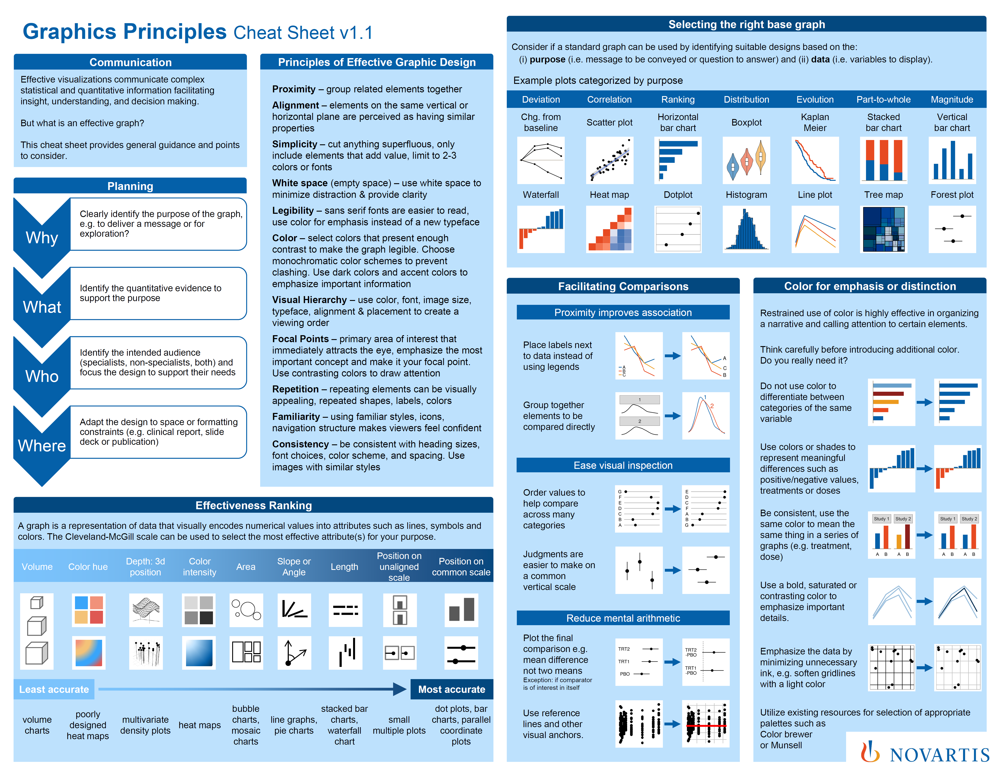 Graphics Principles Cheat Sheet v1.1
Communication
Effective visualizations communicate complex
statistical and quantitative information facilitating
insight, understanding, and decision making.
But what is an effective graph?
This cheat sheet provides general guidance and points
to consider.
Planning
Why
Clearly identify the purpose of the graph,
e.g. to deliver a message or for
exploration?
What
Identify the quantitative evidence to
support the purpose
Who
Identify the intended audience
(specialists, non-specialists, both) and
focus the design to support their needs
Where
Adapt the design to space or formatting
constraints (e.g. clinical report, slide
deck or publication)
Principles of Effective Graphic Design
Proximity – group related elements together
Alignment – elements on the same vertical or
horizontal plane are perceived as having similar
properties
Simplicity – cut anything superfluous, only
include elements that add value, limit to 2-3
colors or fonts
White space (empty space) – use white space to
minimize distraction & provide clarity
Legibility – sans serif fonts are easier to read,
use color for emphasis instead of a new typeface
Color – select colors that present enough
contrast to make the graph legible. Choose
monochromatic color schemes to prevent
clashing. Use dark colors and accent colors to
emphasize important information
Visual Hierarchy – use color, font, image size,
typeface, alignment & placement to create a
viewing order
Focal Points – primary area of interest that
immediately attracts the eye, emphasize the most
important concept and make it your focal point.
Use contrasting colors to draw attention
Repetition – repeating elements can be visually
appealing, repeated shapes, labels, colors
Familiarity – using familiar styles, icons,
navigation structure makes viewers feel confident
Consistency – be consistent with heading sizes,
font choices, color scheme, and spacing. Use
images with similar styles
Effectiveness Ranking
A graph is a representation of data that visually encodes numerical values into attributes such as lines, symbols and
colors. The Cleveland-McGill scale can be used to select the most effective attribute(s) for your purpose.
Volume
Color hue
Depth: 3d
position
Color
intensity
Area
Slope or
Angle
Length
Position on
unaligned
scale
Position on
common scale
Least accurate
Most accurate
volume
charts
poorly
designed
heat maps
multivariate
density plots
heat maps
bubble
charts,
mosaic
charts
line graphs,
pie charts
stacked bar
charts,
waterfall
chart
small
multiple plots
dot plots, bar
charts, parallel
coordinate
plots
Selecting the right base graph
Consider if a standard graph can be used by identifying suitable designs based on the:
(i) purpose (i.e. message to be conveyed or question to answer) and (ii) data (i.e. variables to display).
Example plots categorized by purpose
Deviation Correlation Ranking Distribution Evolution Part-to-whole Magnitude
Chg. from
baseline
Scatter plot
Horizontal
bar chart
Boxplot
Kaplan
Meier
Stacked
bar chart
Vertical
bar chart
Waterfall Heat map Dotplot Histogram Line plot Tree map Forest plot
Facilitating Comparisons
Proximity improves association
Place labels next
to data instead of
using legends
A
B
C
A
C
B
Group together
elements to be
compared directly
1
2
1
2
Ease visual inspection
Order values to
help compare
across many
categories
G
F
E
D
C
B
A
E
D
C
F
A
B
G
Judgments are
easier to make on
a common
vertical scale
Reduce mental arithmetic
Plot the final
comparison e.g.
mean difference
not two means
Exception: if comparator
is of interest in itself
TRT2
TRT1
PBO
TRT2
-PBO
TRT1
-PBO
Use reference
lines and other
visual anchors.
Color for emphasis or distinction
Restrained use of color is highly effective in organizing
a narrative and calling attention to certain elements.
Think carefully before introducing additional color.
Do you really need it?
Do not use color to
differentiate between
categories of the same
variable
Use colors or shades to
represent meaningful
differences such as
positive/negative values,
treatments or doses
Be consistent, use the
same color to mean the
same thing in a series of
graphs (e.g. treatment,
dose)
Study 1 Study 2
A B A B
Study 1 Study 2
A B A B
Use a bold, saturated or
contrasting color to
emphasize important
details.
Emphasize the data by
minimizing unnecessary
ink, e.g. soften gridlines
with a light color
Utilize existing resources for selection of appropriate
palettes such as
Color brewer
or Munsell
NOVARTIS